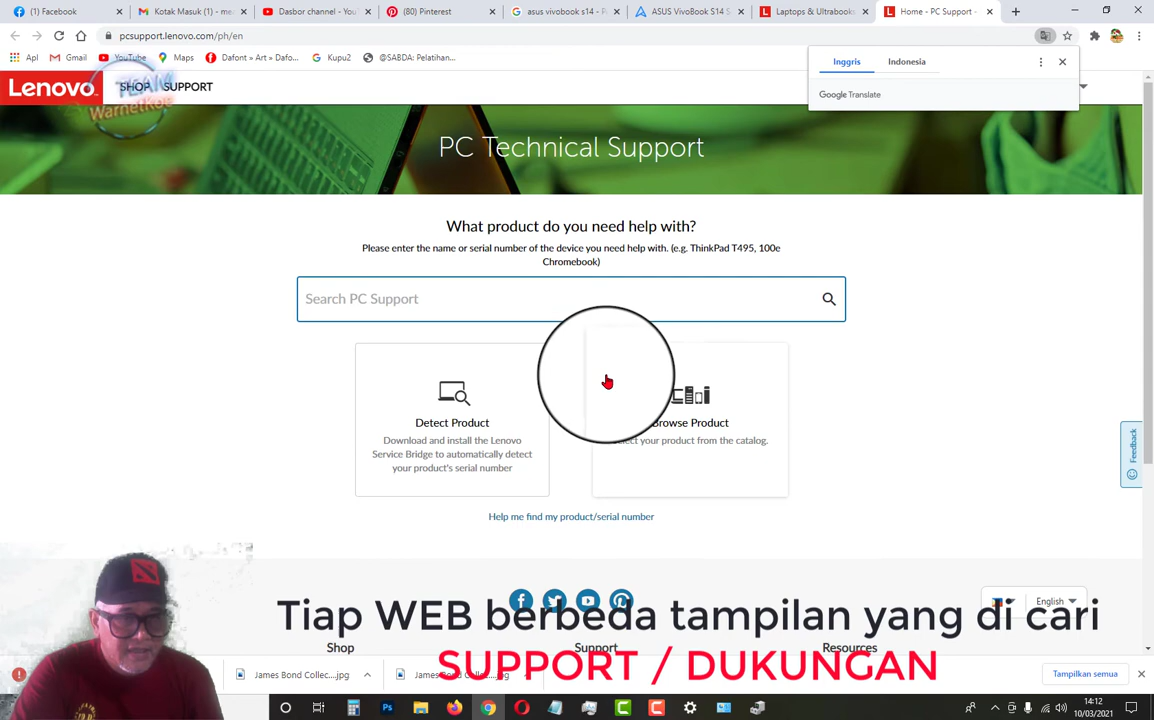 (1) Facebook
Kotak Masuk (1) - me
Dasbor channel - You
(80) Pinterest
asus vivobook s14 - P
ASUS VivoBook S14 S
Laptops & Ultrabooks
Home - PC Support -
pcsupport.lenovo.com/ph/en
Apl
Gmail
YouTube
Maps
Dafont » Art » Dafo...
Kupu2
@SABDA: Pelatihan...
Inggris
Indonesia
Google Translate
Lenovo
SHOP
SUPPORT
TEAM
WarnetKoe
PC Technical Support
What product do you need help with?
Please enter the name or serial number of the device you need help with. (e.g. ThinkPad T495, 100e
Chromebook)
Search PC Support
Detect Product
Download and install the Lenovo
Service Bridge to automatically detect
your product's serial number
Browse Product
your product from the catalog.
Feedback
Help me find my product/serial number
English
Tiap WEB berbeda tampilan yang di cari
Shop
Support
Resources
SUPPORT / DUKUNGAN
James Bond Collec....jpg
James Bond
Tampilkan semua
14:12
10/03/2021